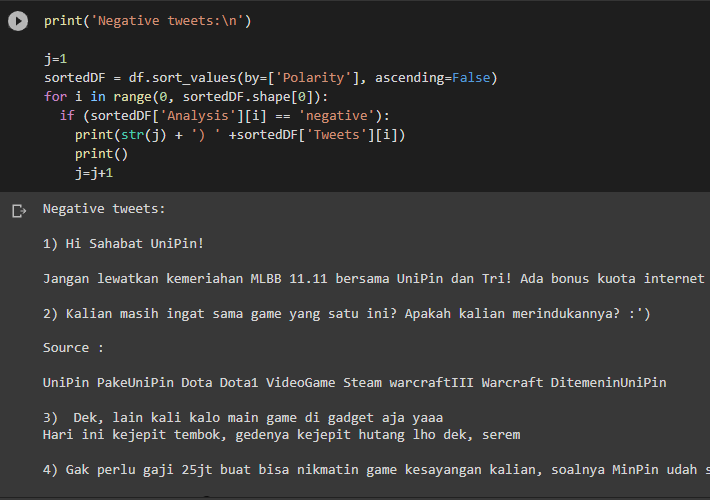 print('Negative tweets:\n')
j=1
sortedDF = df.sort_values(by=['Polarity'], ascending=False)
for i in range(0, sortedDF.shape[0]):
  if (sortedDF['Analysis'][i] == 'negative'):
    print(str(j) + ') ' +sortedDF['Tweets'][i])
    print()
    j=j+1
Negative tweets:
1) Hi Sahabat UniPin!
Jangan lewatkan kemeriahan MLBB 11.11 bersama UniPin dan Tri! Ada bonus kuota internet
2) Kalian masih ingat sama game yang satu ini? Apakah kalian merindukannya? :')
Source :
UniPin PakeUniPin Dota Dota1 VideoGame Steam warcraftIII Warcraft DitemeninUniPin
3)  Dek, lain kali kalo main game di gadget aja yaaa
Hari ini kejepit tembok, gedenya kejepit hutang lho dek, serem
4) Gak perlu gaji 25jt buat bisa nikmatin game kesayangan kalian, soalnya MinPin udah s